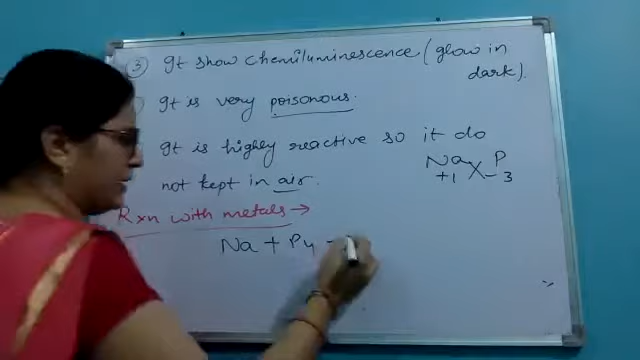 ③ It show chemiluminescence (glow in
dark).
It is very poisonous.
It is highly reactive so it do
not kept in air.
Na P
+1 -3
Rxn with metals →
Na + P4 -